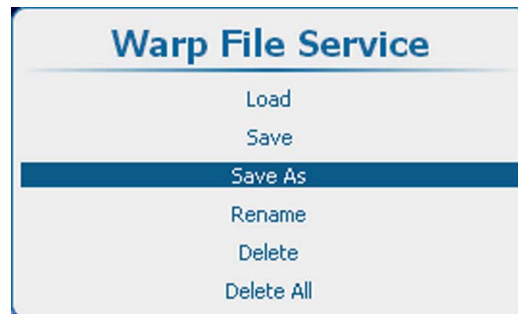 Warp File Service
Load
Save
Save As
Rename
Delete
Delete All